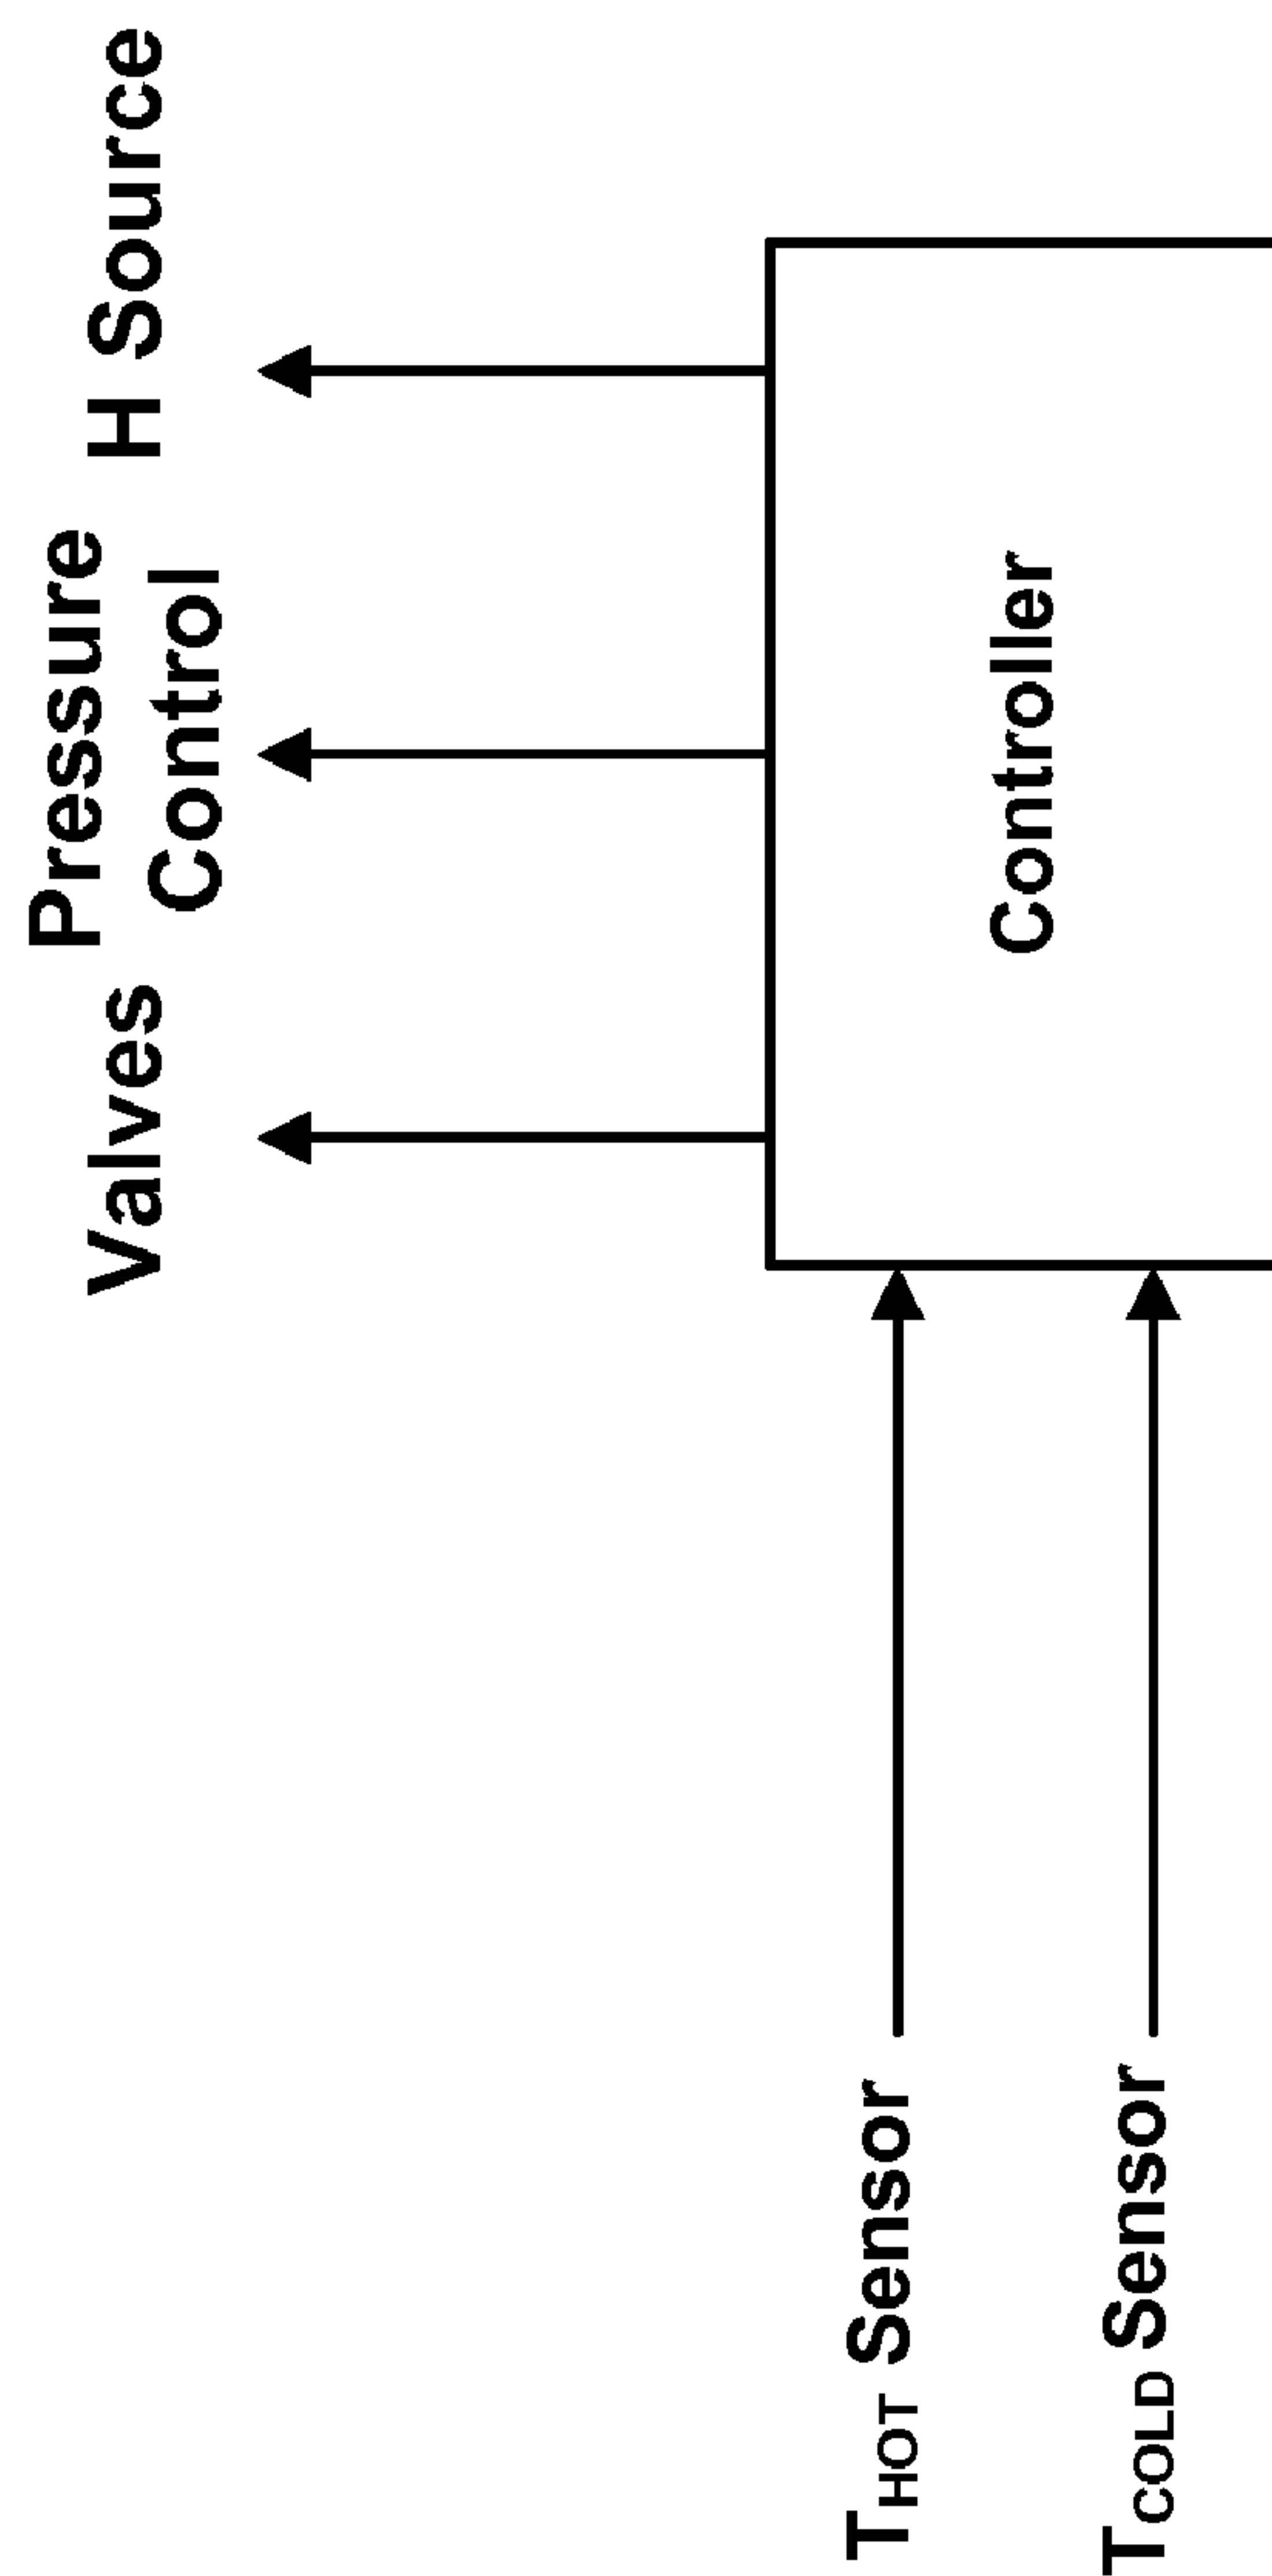 Valves
Pressure
Control
H Source
Controller
THOT Sensor
TCOLD Sensor